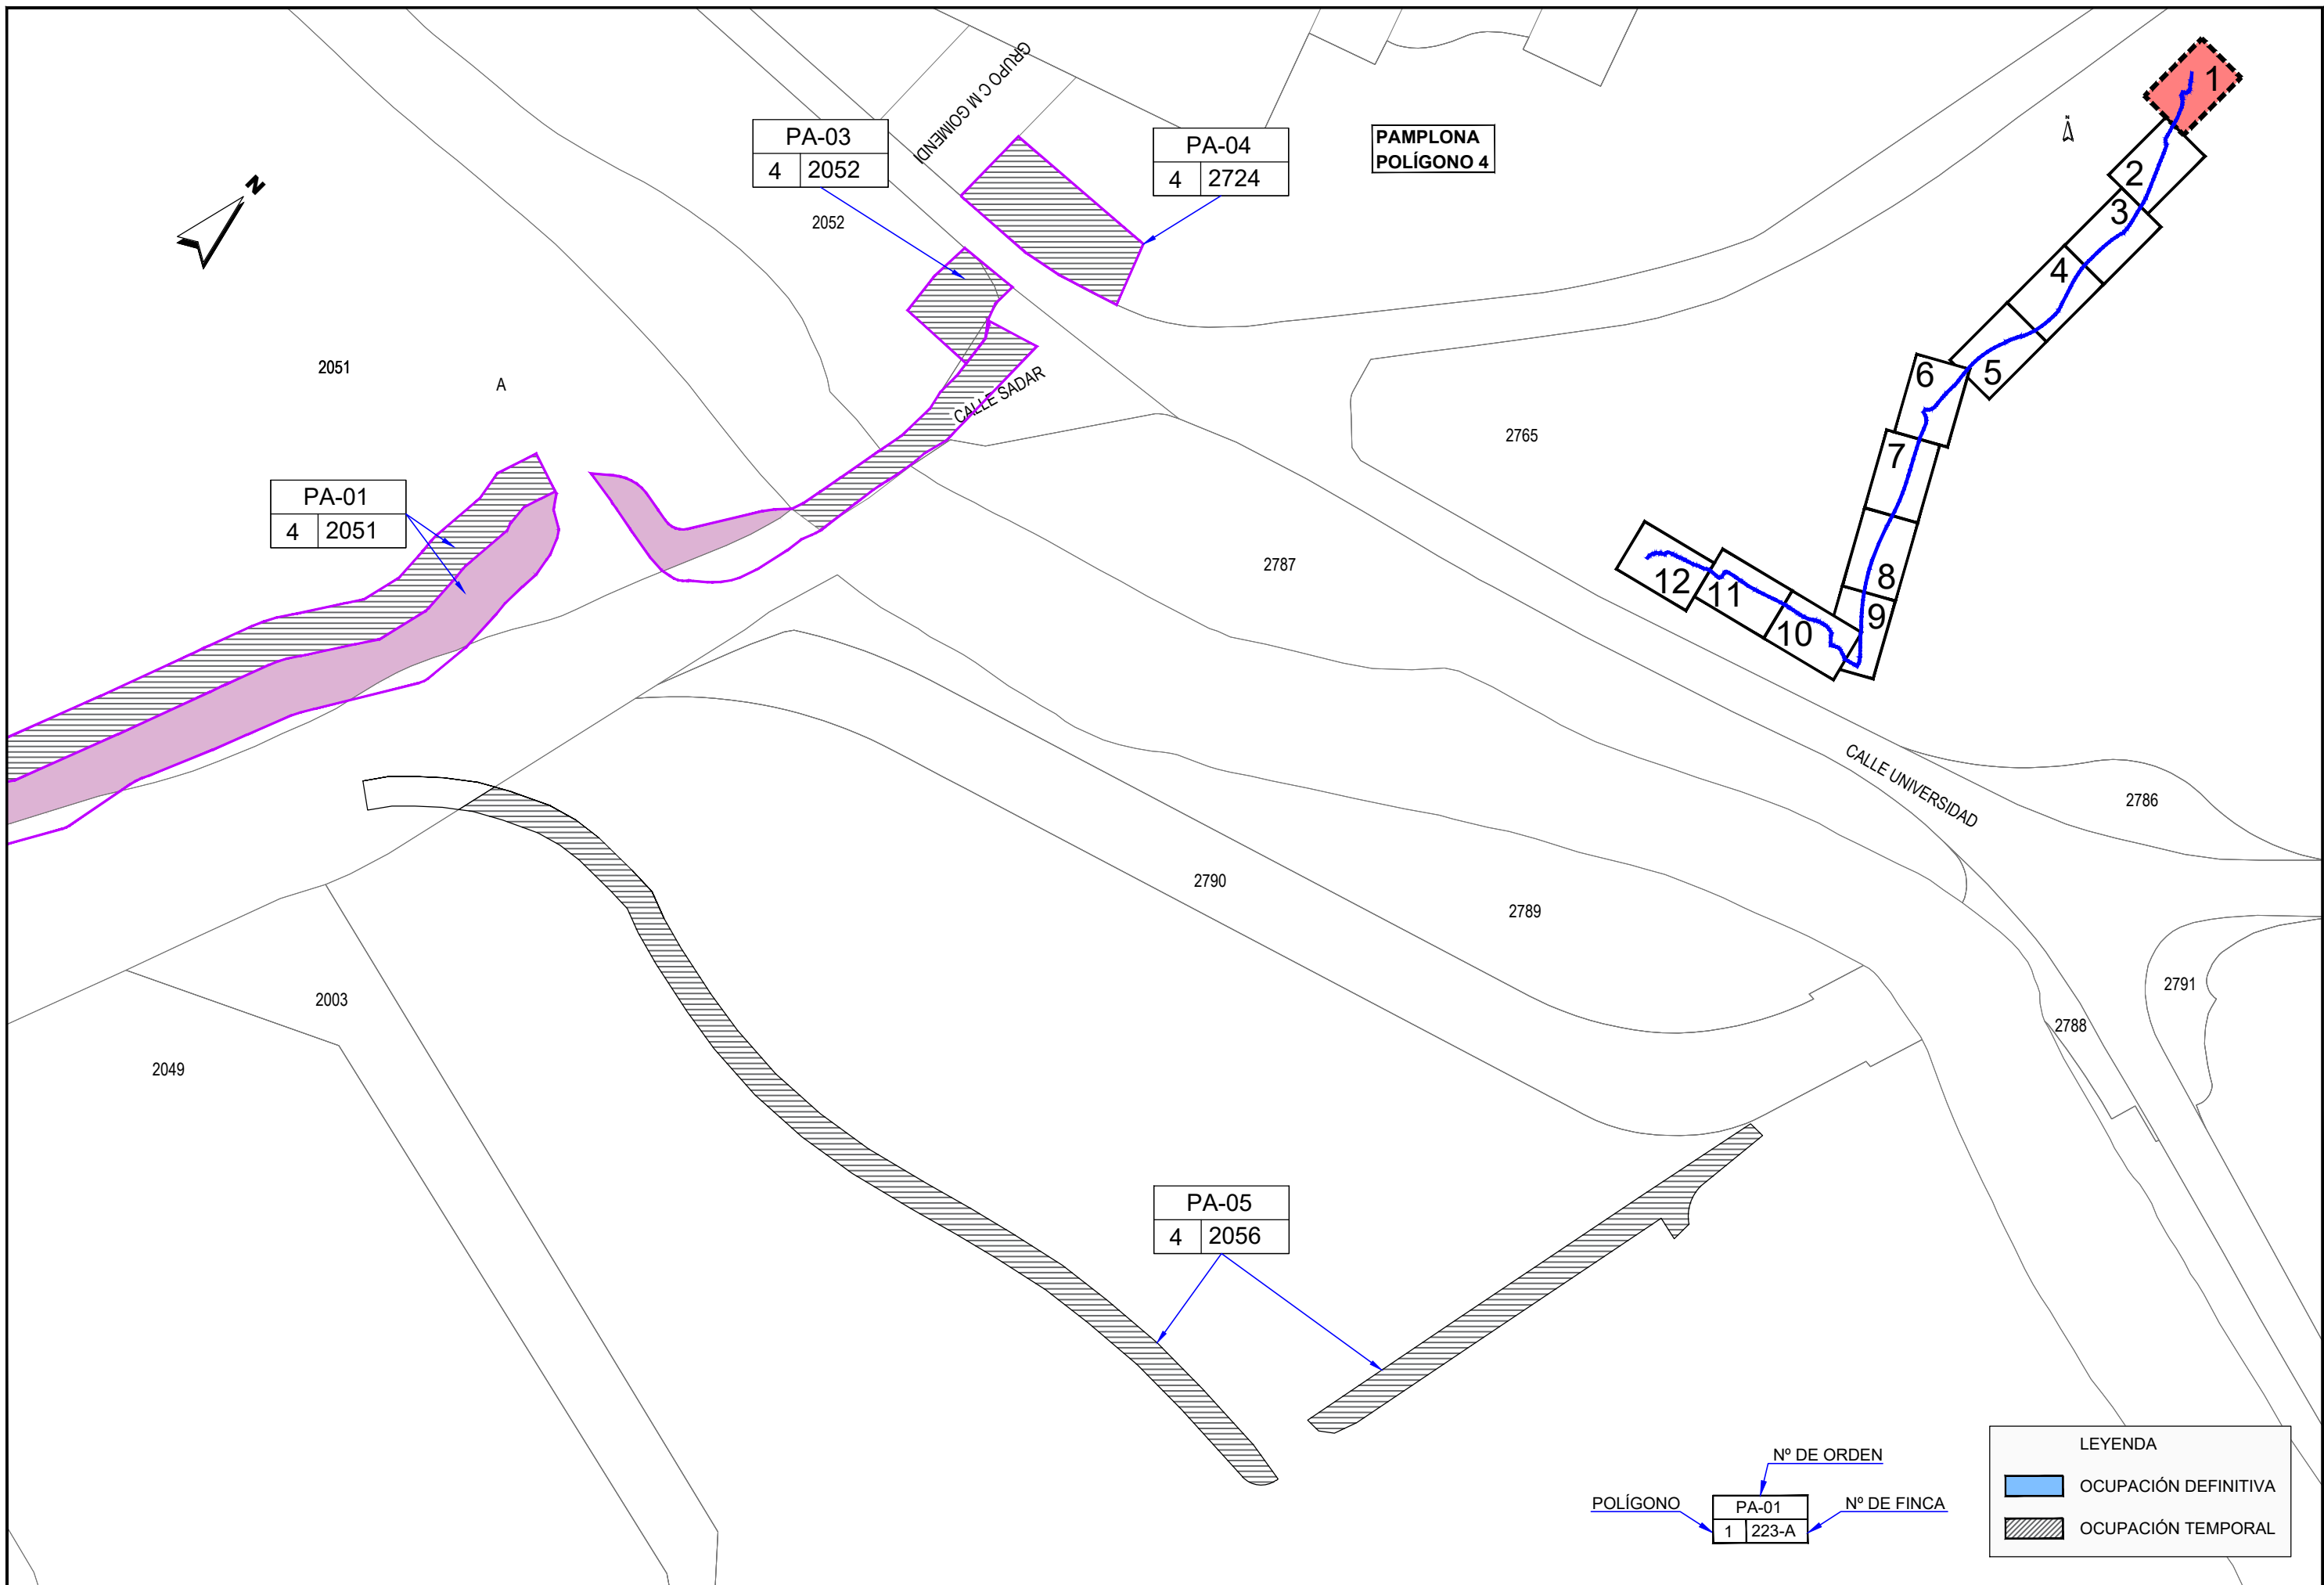 GRUPO C M GOIMENDI
PA-03
4 2052
PA-04
4 2724
PAMPLONA
POLÍGONO 4
N
N
1
2
3
4
5
6
7
8
9
10
11
12
2052
2051
A
CALLE SADAR
2765
PA-01
4 2051
2787
CALLE UNIVERSIDAD
2786
2790
2789
2003
2791
2788
2049
PA-05
4 2056
Nº DE ORDEN
POLÍGONO
PA-01
1 223-A
Nº DE FINCA
LEYENDA
OCUPACIÓN DEFINITIVA
OCUPACIÓN TEMPORAL